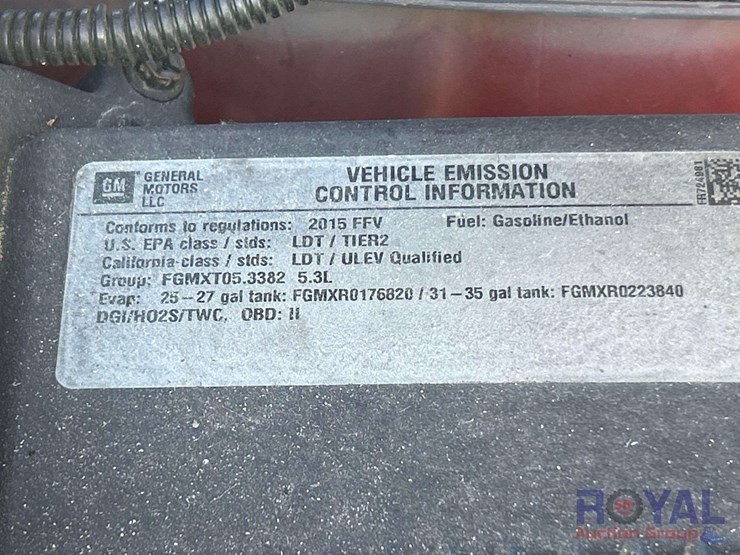 GM
GENERAL
MOTORS
LLC
VEHICLE EMISSION
CONTROL INFORMATION
Conforms to regulations: 2015 FFV Fuel: Gasoline/Ethanol
U.S. EPA class / stds: LDT / TIER2
California class / stds: LDT / ULEV Qualified
Group: FGMXT05.3382 5.3L
Evap: 25-27 gal tank: FGMXR0176820 / 31-35 gal tank: FGMXR0223840
DGI/HO2S/TWC, OBD: II
ROYAL
Auction Group